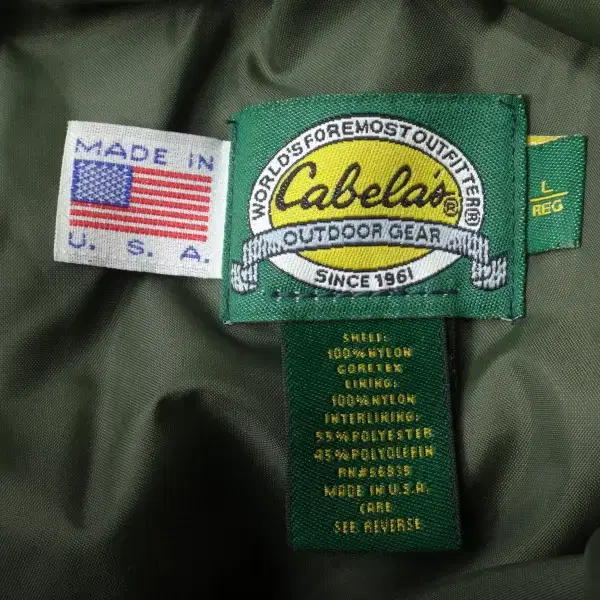 MADE IN
U. S. A.
WORLD'S FOREMOST OUTFITTER®
Cabela's®
OUTDOOR GEAR
SINCE 1961
L
REG
SHELL:
100% NYLON
GORETEX
LINING:
100% NYLON
INTERLINING:
55% POLYESTER
45% POLYOLEFIN
RN#56835
MADE IN U.S.A.
CARE
SEE REVERSE